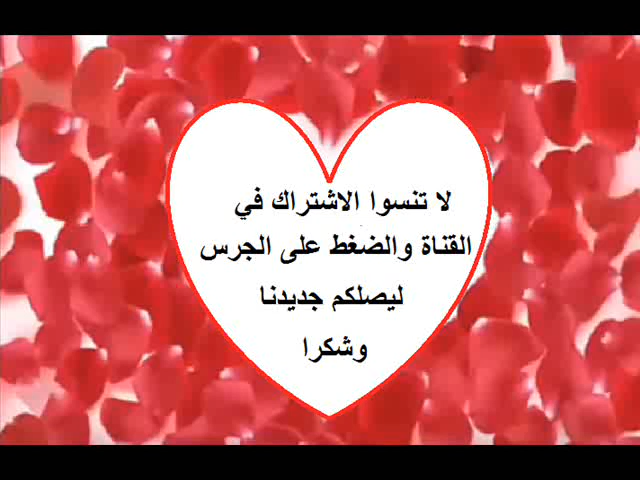 لا تنسوا الاشتراك في
القناة والضغط على الجرس
ليصلكم جديدنا
وشكرا